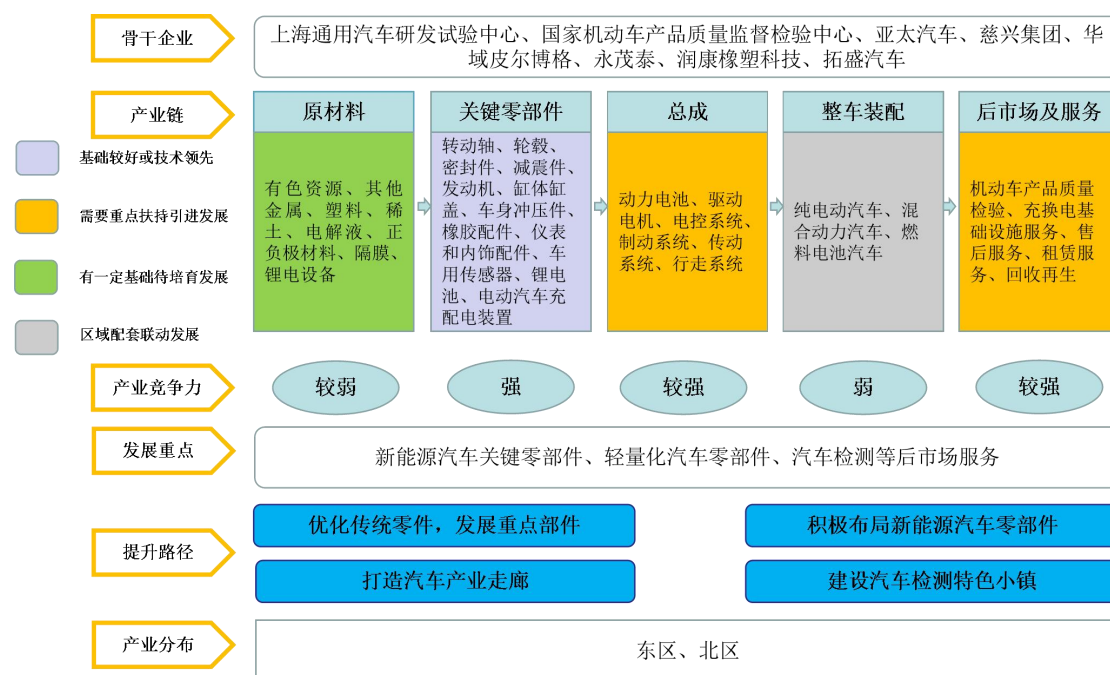 骨干企业
上海通用汽车研发试验中心、国家机动车产品质量监督检验中心、亚太汽车、慈兴集团、华
域皮尔博格、永茂泰、润康橡塑科技、拓盛汽车
产业链
原材料
关键零部件
总成
整车装配
后市场及服务
基础较好或技术领先
需要重点扶持引进发展
有一定基础待培育发展
区域配套联动发展
有色资源、其他
金属、塑料、稀
土、电解液、正
负极材料、隔膜、
锂电设备
转动轴、轮毂、
密封件、减震件、
发动机、缸体缸
盖、车身冲压件、
橡胶配件、仪表
和内饰配件、车
用传感器、锂电
池、电动汽车充
配电装置
动力电池、驱动
电机、电控系统、
制动系统、传动
系统、行走系统
纯电动汽车、混
合动力汽车、燃
料电池汽车
机动车产品质量
检验、充换电基
础设施服务、售
后服务、租赁服
务、回收再生
产业竞争力
较弱
强
较强
弱
较强
发展重点
新能源汽车关键零部件、轻量化汽车零部件、汽车检测等后市场服务
提升路径
优化传统零件，发展重点部件
积极布局新能源汽车零部件
打造汽车产业走廊
建设汽车检测特色小镇
产业分布
东区、北区